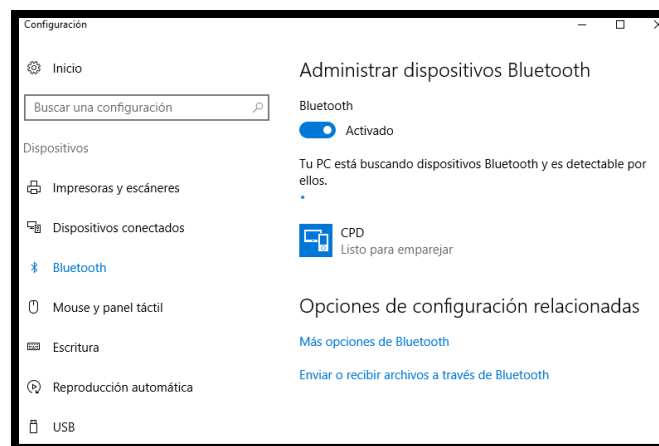 Configuración
Inicio
Buscar una configuración
Dispositivos
Impresoras y escáneres
Dispositivos conectados
Bluetooth
Mouse y panel táctil
Escritura
Reproducción automática
USB
Administrar dispositivos Bluetooth
Bluetooth
Activado
Tu PC está buscando dispositivos Bluetooth y es detectable por
ellos.
CPD
Listo para emparejar
Opciones de configuración relacionadas
Más opciones de Bluetooth
Enviar o recibir archivos a través de Bluetooth